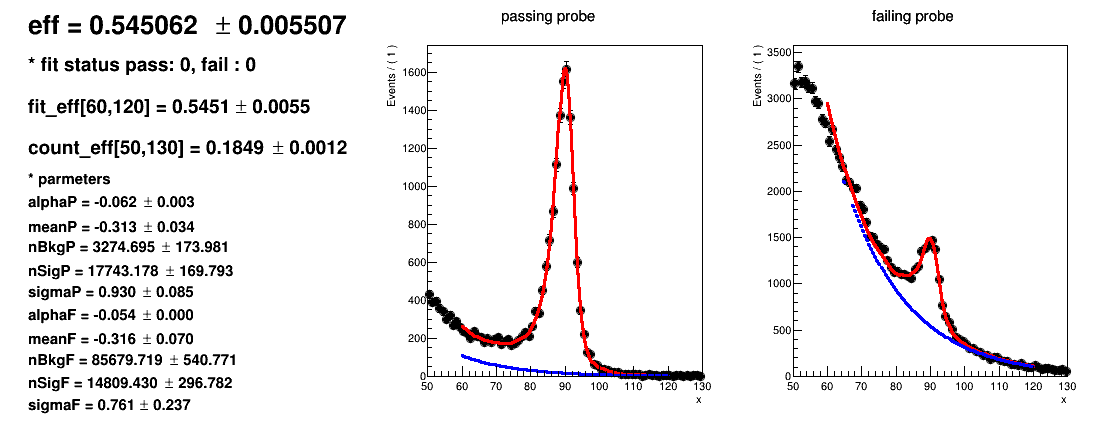 eff = 0.545062 ± 0.005507
* fit status pass: 0, fail : 0
fit_eff[60,120] = 0.5451 ± 0.0055
count_eff[50,130] = 0.1849 ± 0.0012
* parmeters
alphaP = -0.062 ± 0.003
meanP = -0.313 ± 0.034
nBkgP = 3274.695 ± 173.981
nSigP = 17743.178 ± 169.793
sigmaP = 0.930 ± 0.085
alphaF = -0.054 ± 0.000
meanF = -0.316 ± 0.070
nBkgF = 85679.719 ± 540.771
nSigF = 14809.430 ± 296.782
sigmaF = 0.761 ± 0.237
passing probe
Events / ( 1 )
1600
1400
1200
1000
800
600
400
200
0
50 60 70 80 90 100 110 120 130
x
failing probe
Events / ( 1 )
3500
3000
2500
2000
1500
1000
500
0
50 60 70 80 90 100 110 120 130
x